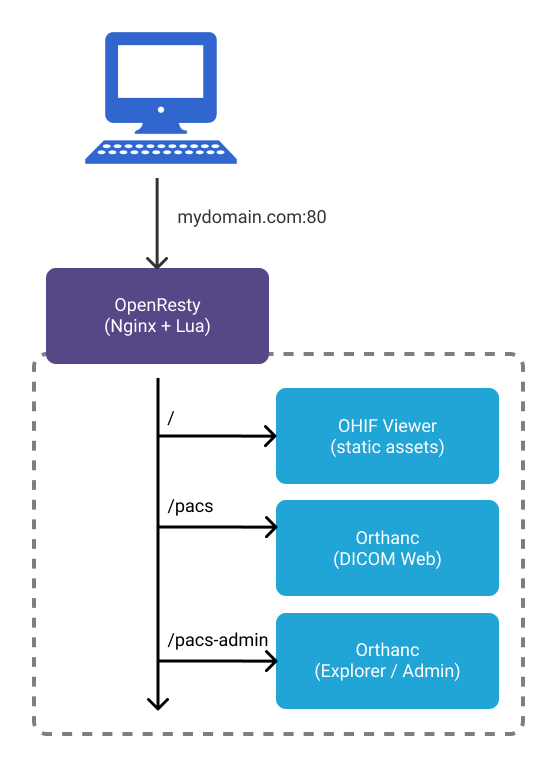 mydomain.com:80
OpenResty
(Nginx + Lua)
/
OHIF Viewer
(static assets)
/pacs
Orthanc
(DICOM Web)
/pacs-admin
Orthanc
(Explorer / Admin)